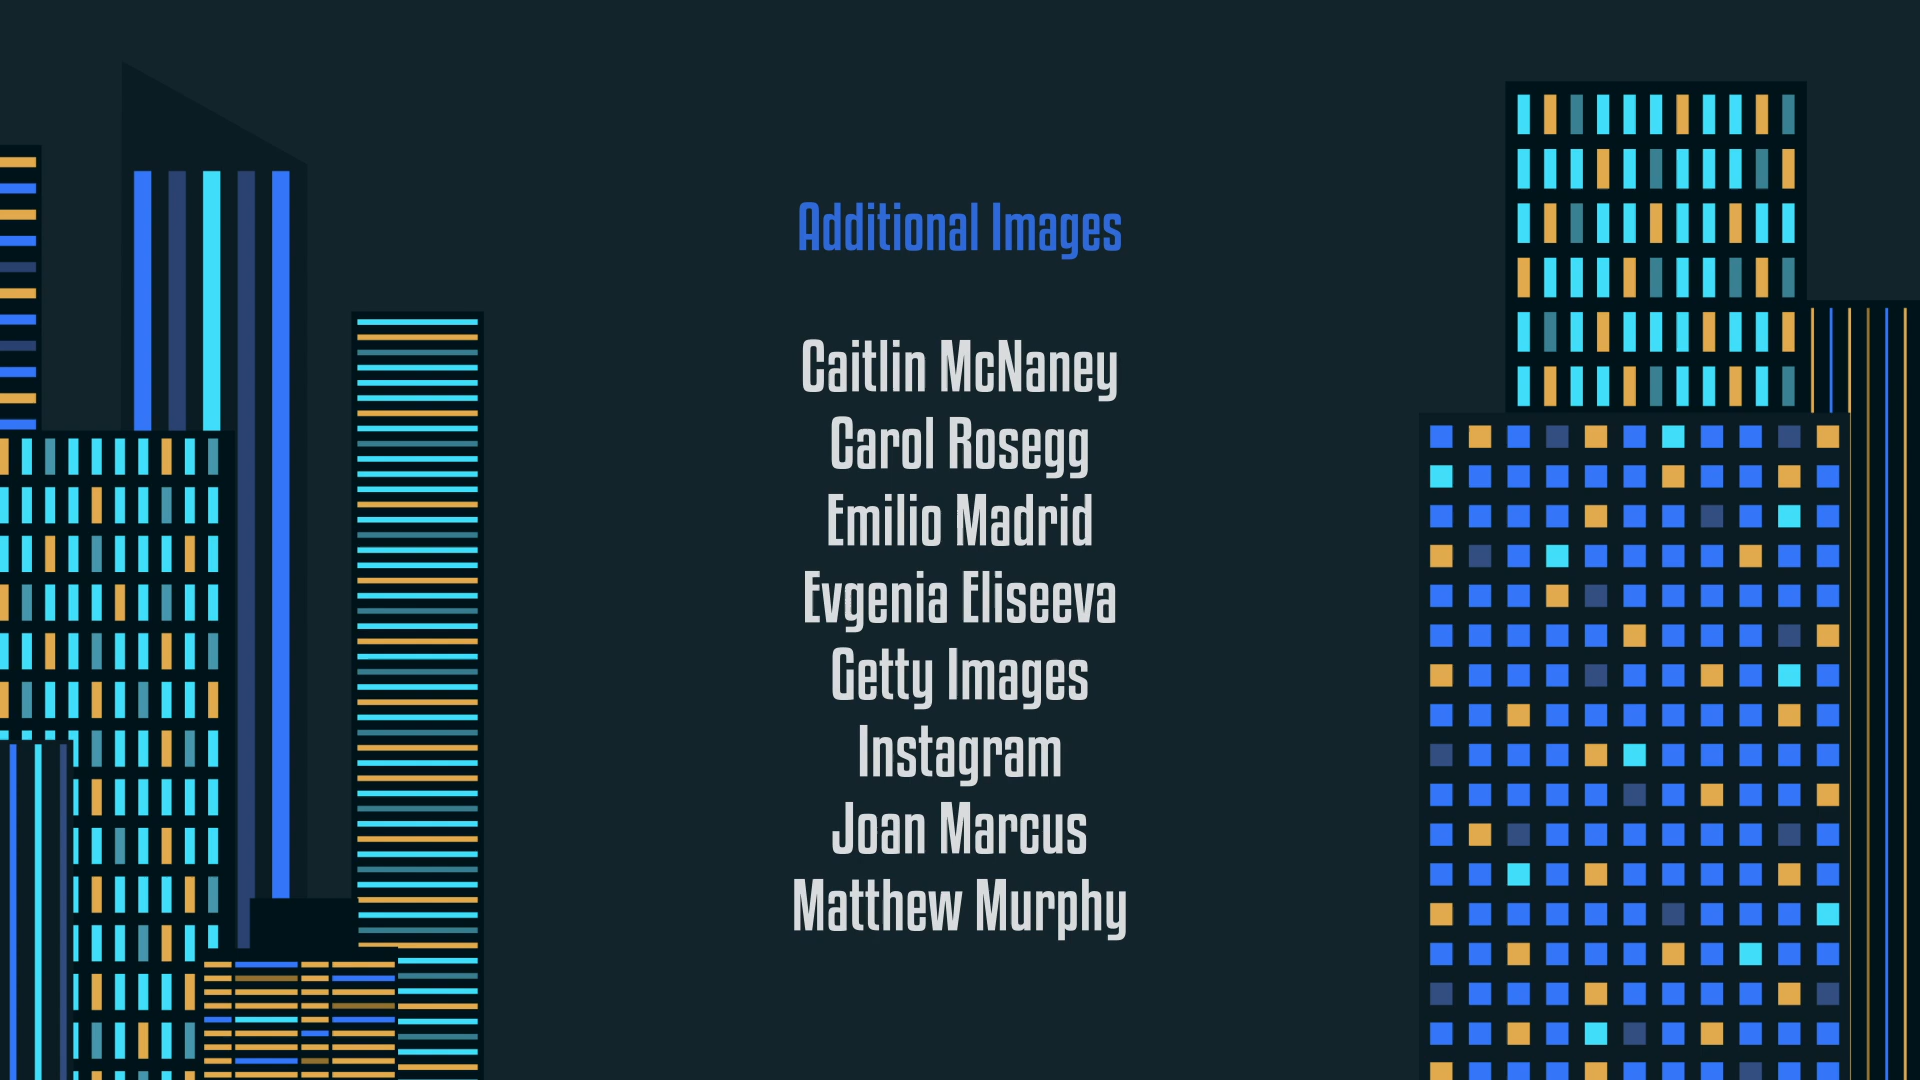 Additional Images
Caitlin McNaney
Carol Rosegg
Emilio Madrid
Evgenia Eliseeva
Getty Images
Instagram
Joan Marcus
Matthew Murphy